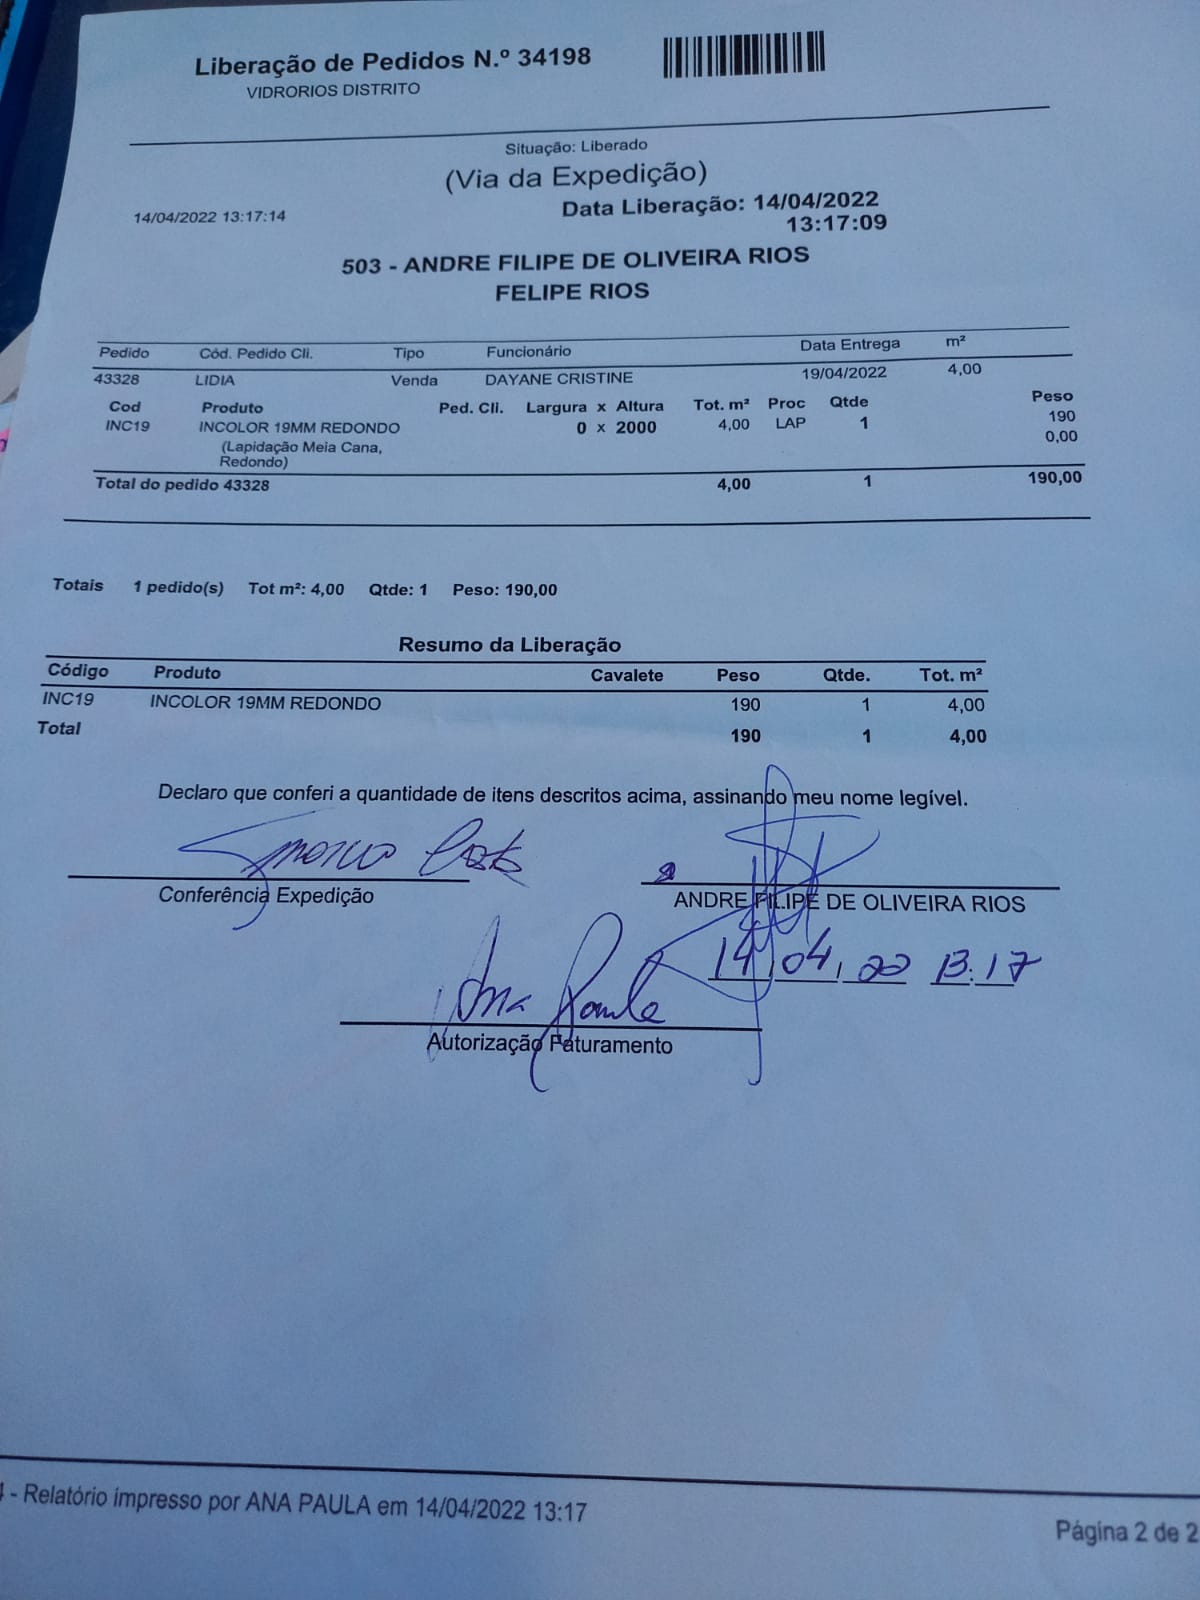 Liberação de Pedidos N.º 34198
VIDRORIOS DISTRITO
Situação: Liberado
(Via da Expedição)
14/04/2022 13:17:14
Data Liberação: 14/04/2022
13:17:09
503 - ANDRE FILIPE DE OLIVEIRA RIOS
FELIPE RIOS
Pedido Cód. Pedido Cli. Tipo Funcionário Data Entrega m²
43328 LIDIA Venda DAYANE CRISTINE 19/04/2022 4,00
Cod Produto Ped. Cli. Largura x Altura Tot. m² Proc Qtde Peso
INC19 INCOLOR 19MM REDONDO 0 x 2000 4,00 LAP 1 190
(Lapidação Meia Cana, 0,00
Redondo)
Total do pedido 43328 4,00 1 190,00
Totais 1 pedido(s) Tot m²: 4,00 Qtde: 1 Peso: 190,00
Resumo da Liberação
Código Produto Cavalete Peso Qtde. Tot. m²
INC19 INCOLOR 19MM REDONDO 190 1 4,00
Total 190 1 4,00
Declaro que conferi a quantidade de itens descritos acima, assinando meu nome legível.
Conferência Expedição
ANDRE FILIPE DE OLIVEIRA RIOS
14/04/22 13:17
Ana Paula
Autorização Faturamento
- Relatório impresso por ANA PAULA em 14/04/2022 13:17
Página 2 de 2